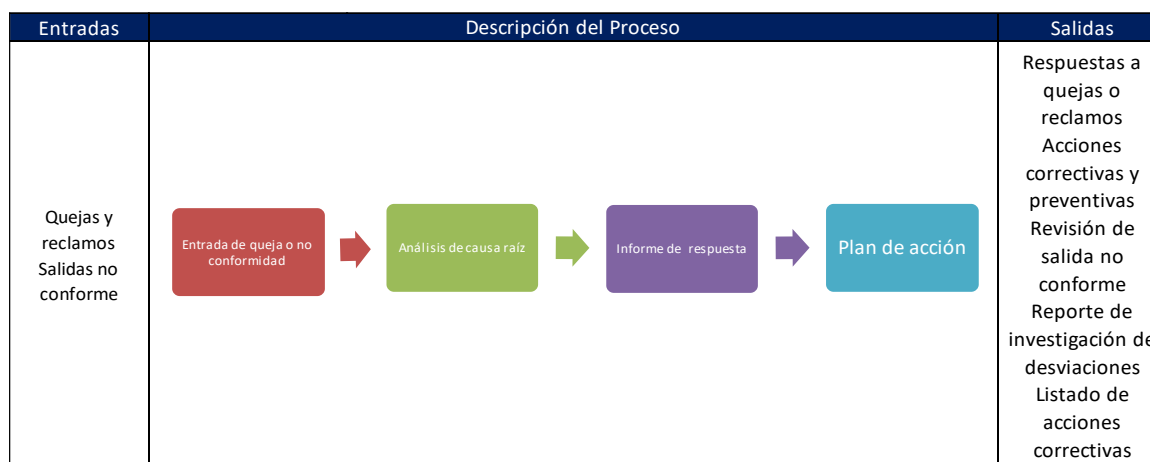 Entradas
Descripción del Proceso
Salidas
Quejas y
reclamos
Salidas no
conforme
Entrada de queja o no
conformidad
Análisis de causa raíz
Informe de respuesta
Plan de acción
Respuestas a
quejas o
reclamos
Acciones
correctivas y
preventivas
Revisión de
salida no
conforme
Reporte de
investigación de
desviaciones
Listado de
acciones
correctivas